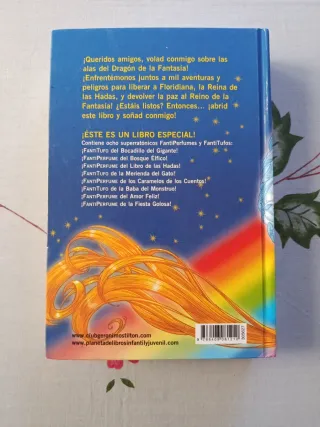 ¡Queridos amigos, volad conmigo sobre las
alas del Dragón de la Fantasía!
¡Enfrentémonos juntos a mil aventuras y
peligros para liberar a Floridiana, la Reina de
las Hadas, y devolver la paz al Reino de la
Fantasía! ¿Estáis listos? Entonces... ¡abrid
este libro y soñad conmigo!
¡ÉSTE ES UN LIBRO ESPECIAL!
Contiene ocho superratónicos FantiPerfumes y FantiTufos:
¡FANTITUFO del Bocadillo del Gigante!
¡FANTIPERFUME del Bosque Élfico!
¡FANTIPERFUME del Libro de las Hadas!
¡FANTITUFO de la Merienda del Gato!
¡FANTIPERFUME de los Caramelos de los Cuentos!
¡FANTITUFO de la Baba del Monstruo!
¡FANTIPERFUME del Amor Feliz!
¡FANTIPERFUME de la Fiesta Golosa!
www.clubgeronimostilton.com
www.planetadelibrosinfantilyjuvenil.com